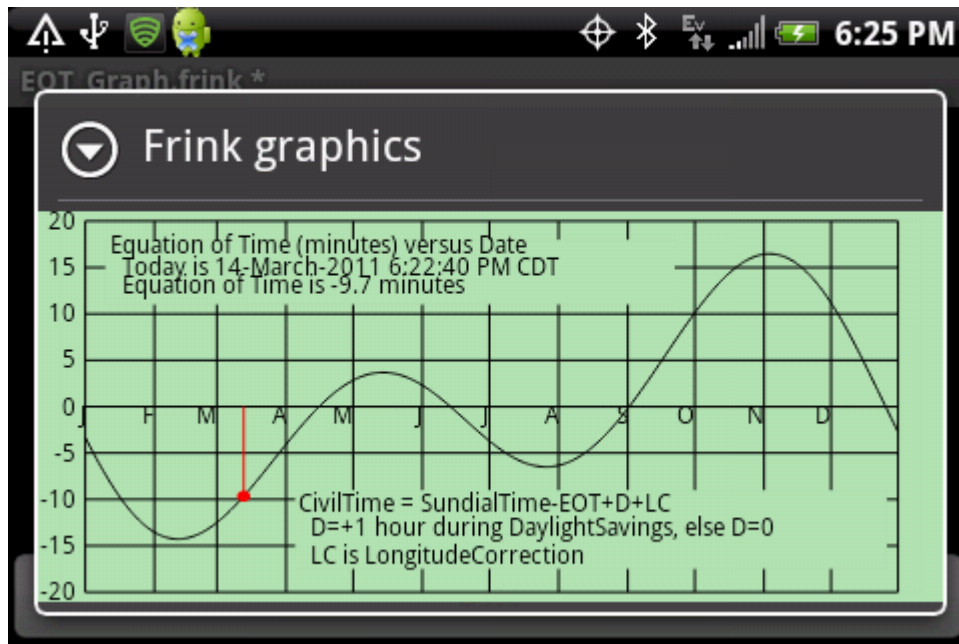 Ev 6:25 PM
EOT_Graph.frink *
Frink graphics
20
Equation of Time (minutes) versus Date
Today is 14-March-2011 6:22:40 PM CDT
15
Equation of Time is -9.7 minutes
10
5
0
J F M A M J J A S O N D
-5
-10
CivilTime = SundialTime-EOT+D+LC
D=+1 hour during DaylightSavings, else D=0
-15
LC is LongitudeCorrection
-20